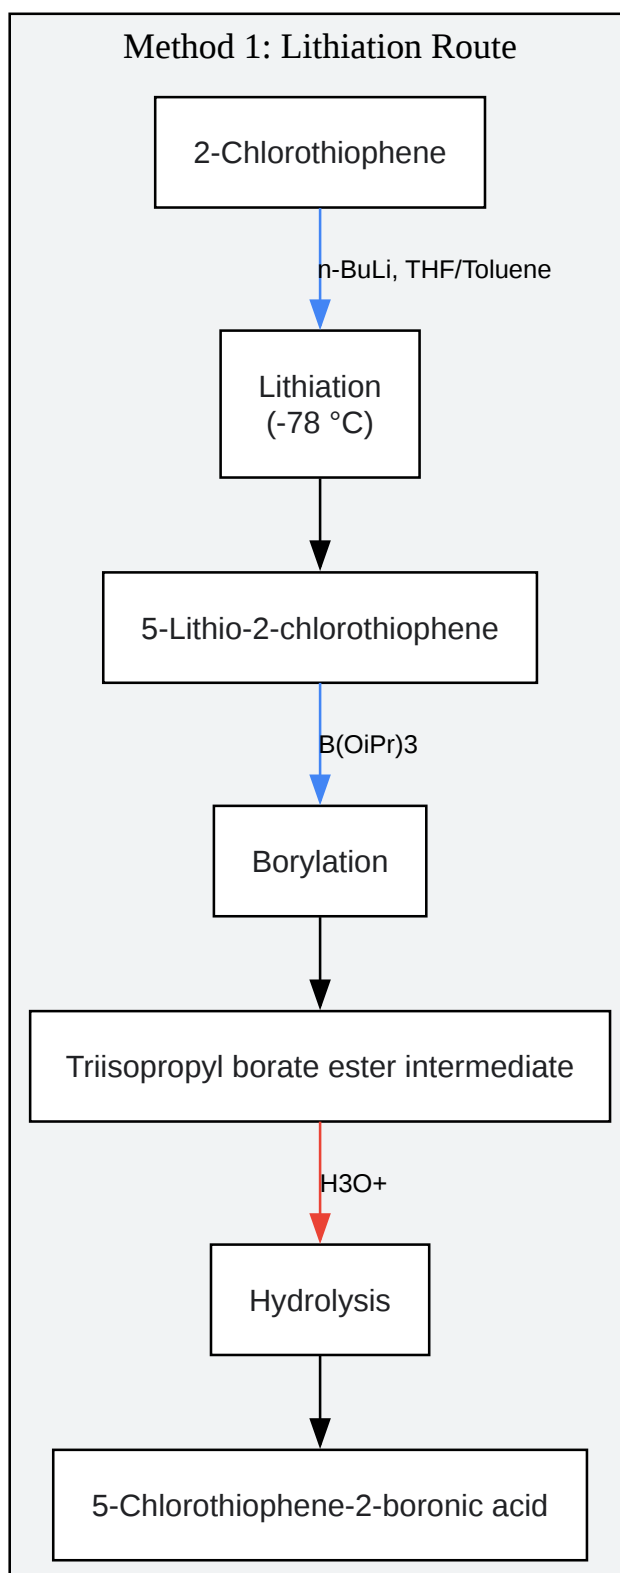 Method 1: Lithiation Route
2-Chlorothiophene
n-BuLi, THF/Toluene
Lithiation
(-78 °C)
5-Lithio-2-chlorothiophene
B(OiPr)3
Borylation
Triisopropyl borate ester intermediate
H3O+
Hydrolysis
5-Chlorothiophene-2-boronic acid